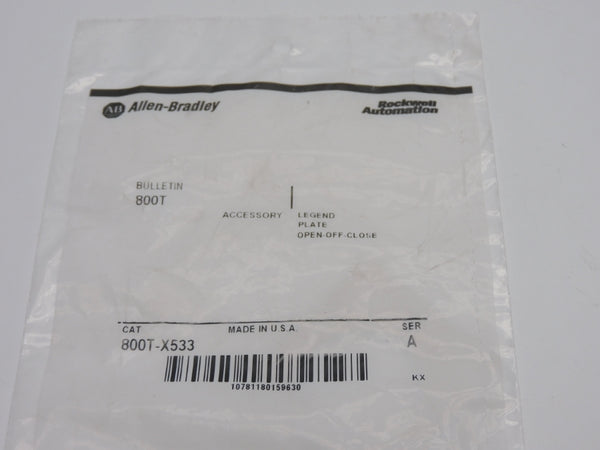 AB Allen-Bradley
Rockwell Automation
BULLETIN
800T
ACCESSORY LEGEND
PLATE
OPEN-OFF-CLOSE
CAT MADE IN U.S.A. SER
800T-X533 A
10781180159630
KX